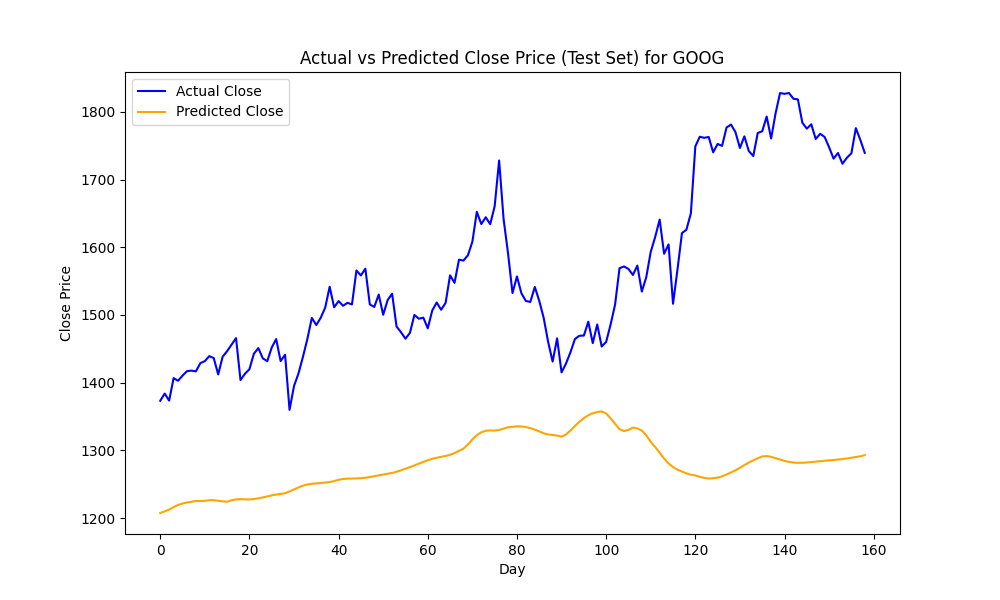 Actual vs Predicted Close Price (Test Set) for GOOG
Actual Close
Predicted Close
1800
1700
1600
1500
1400
1300
1200
Close Price
0 20 40 60 80 100 120 140 160
Day